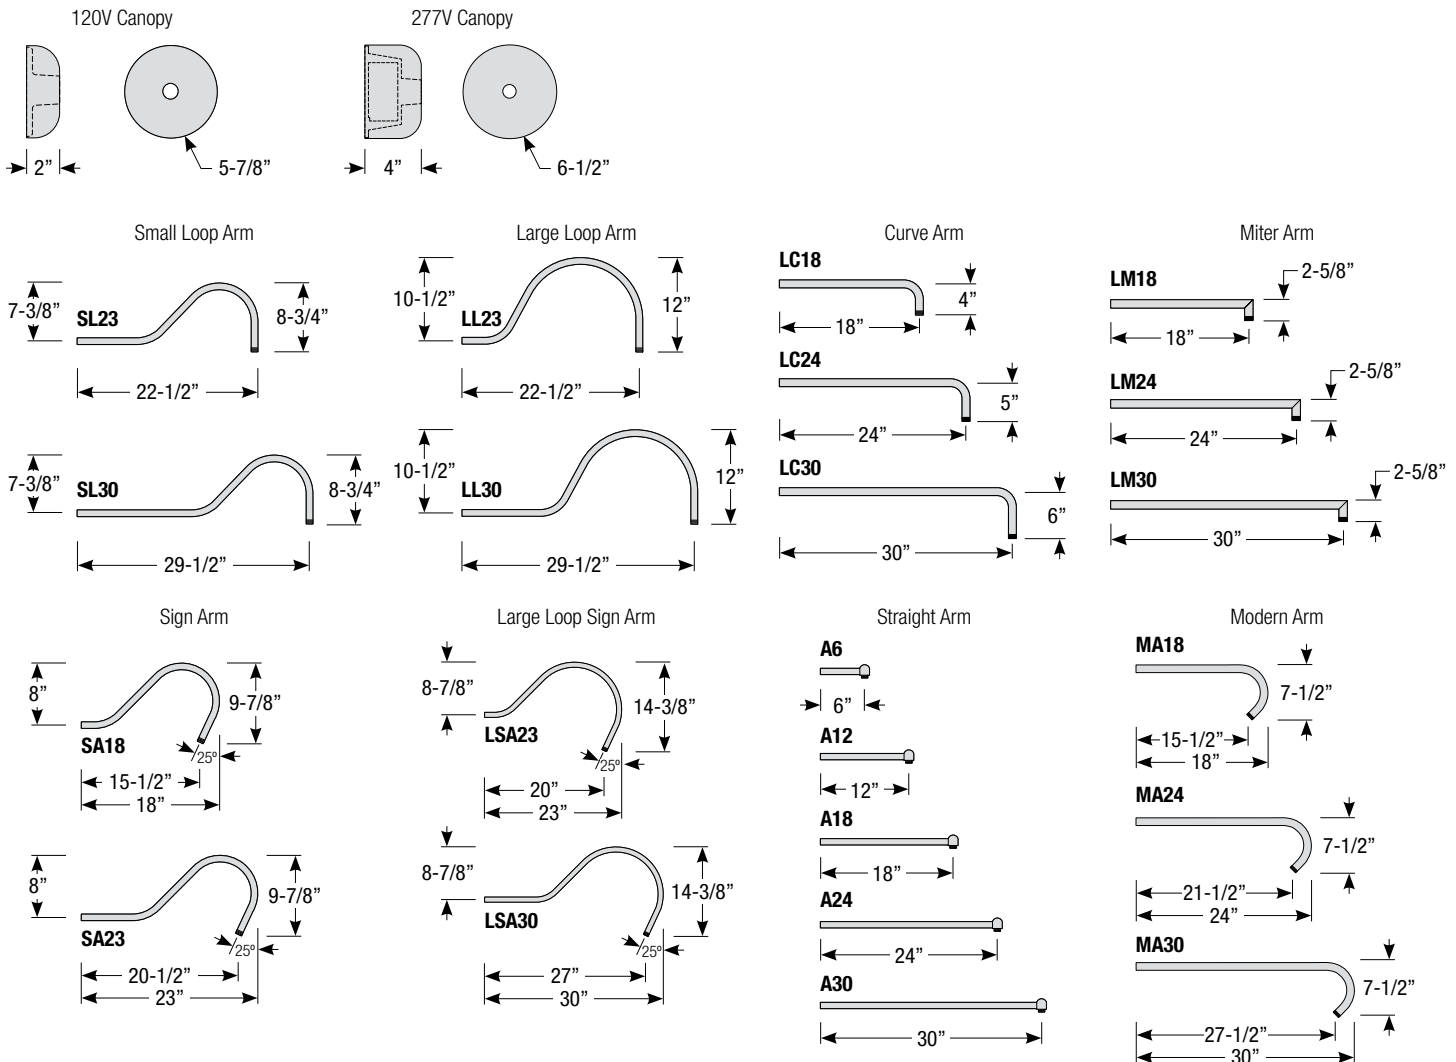 120V Canopy
277V Canopy
2”
5-7/8”
4”
6-1/2”
Small Loop Arm
7-3/8”
SL23
8-3/4”
22-1/2”
7-3/8”
SL30
8-3/4”
29-1/2”
Large Loop Arm
10-1/2”
LL23
12”
22-1/2”
10-1/2”
LL30
12”
29-1/2”
Curve Arm
LC18
4”
18”
LC24
5”
24”
LC30
6”
30”
Miter Arm
LM18
2-5/8”
18”
LM24
2-5/8”
24”
LM30
2-5/8”
30”
Sign Arm
8”
9-7/8”
SA18
25º
15-1/2”
18”
8”
9-7/8”
SA23
25º
20-1/2”
23”
Large Loop Sign Arm
8-7/8”
14-3/8”
LSA23
25º
20”
23”
8-7/8”
14-3/8”
LSA30
25º
27”
30”
Straight Arm
A6
6”
A12
12”
A18
18”
A24
24”
A30
30”
Modern Arm
MA18
7-1/2”
15-1/2”
18”
MA24
7-1/2”
21-1/2”
24”
MA30
7-1/2”
27-1/2”
30”